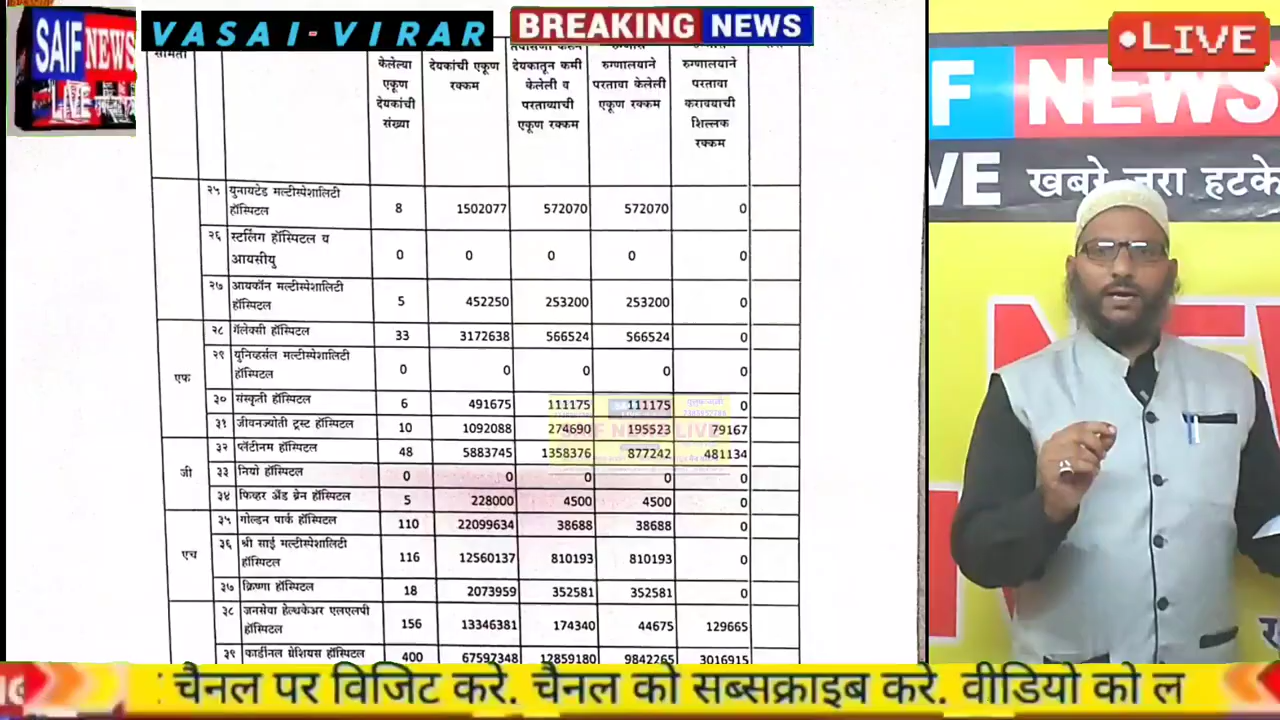 SAIF NEWS
LIVE
VASAI-VIRAR
BREAKING NEWS
LIVE
F NEWS
VE खबरे जरा हटके
समिती
केलेल्या एकूण देयकांची संख्या
देयकांची एकूण रक्कम
तपासणी करून देयकातून कमी केलेली व परताव्याची एकूण रक्कम
रुग्णालयाने परतावा केलेली एकूण रक्कम
रुग्णालयाने परतावा करावयाची शिल्लक रक्कम
२५ युनायटेड मल्टीस्पेशालिटी हॉस्पिटल 8 1502077 572070 572070 0
२६ स्टर्लिंग हॉस्पिटल व आयसीयु 0 0 0 0 0
२७ आयकॉन मल्टीस्पेशालिटी हॉस्पिटल 5 452250 253200 253200 0
एफ
२८ गॅलेक्सी हॉस्पिटल 33 3172638 566524 566524 0
२९ युनिव्हर्सल मल्टीस्पेशालिटी हॉस्पिटल 0 0 0 0 0
३० संस्कृती हॉस्पिटल 6 491675 111175 111175 0
३१ जीवनज्योती ट्रस्ट हॉस्पिटल 10 1092088 274690 195523 79167
जी
३२ प्लॅटीनम हॉस्पिटल 48 5883745 1358376 877242 481134
३३ नियो हॉस्पिटल 0 0 0 0 0
३४ फिव्हर अँड ब्रेन हॉस्पिटल 5 228000 4500 4500 0
एच
३५ गोल्डन पार्क हॉस्पिटल 110 22099634 38688 38688 0
३६ श्री साई मल्टीस्पेशालिटी हॉस्पिटल 116 12560137 810193 810193 0
३७ क्रिष्णा हॉस्पिटल 18 2073959 352581 352581 0
३८ जनसेवा हेल्थकेअर एलएलपी हॉस्पिटल 156 13346381 174340 44675 129665
३९ कार्डीनल ग्रेशियस हॉस्पिटल 400 67597348 12859180 9842265 3016915
SAIF NEWS LIVE
चैनल पर विजिट करे. चैनल को सब्सक्राइब करे. वीडियो को ल